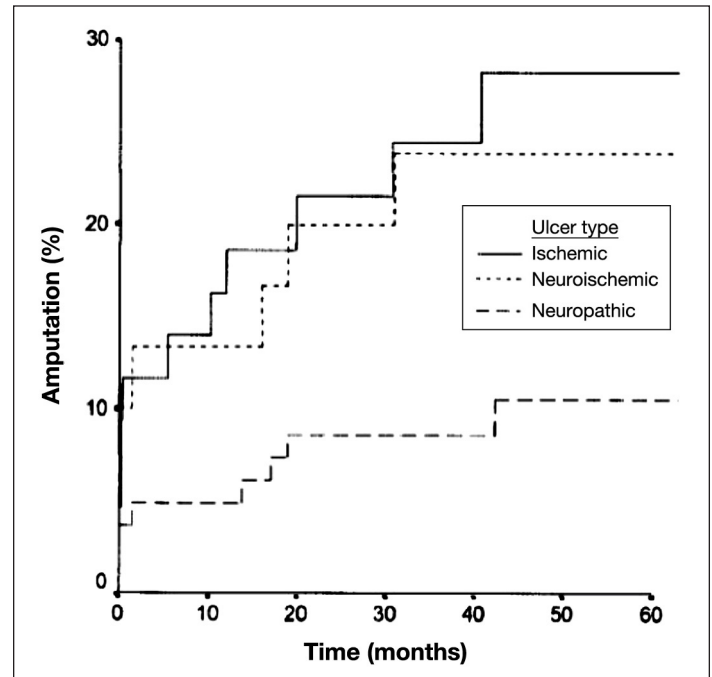 30
20
10
0
Amputation (%)
Ulcer type
Ischemic
Neuroischemic
Neuropathic
0 10 20 30 40 50 60
Time (months)